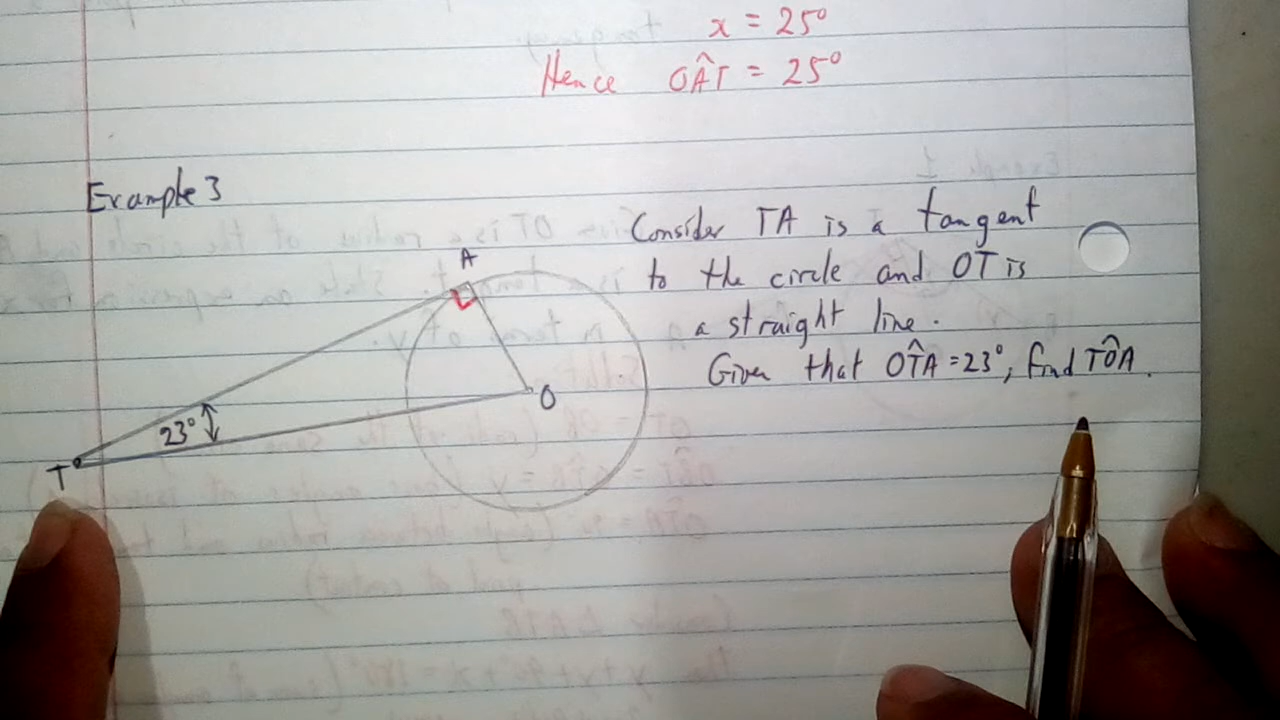 x = 25°
Hence OÂT = 25°
Example 3
Consider TA is a tangent
to the circle and OT is
a straight line.
Given that OT̂A = 23°, find TÔA.
A
O
23°
T